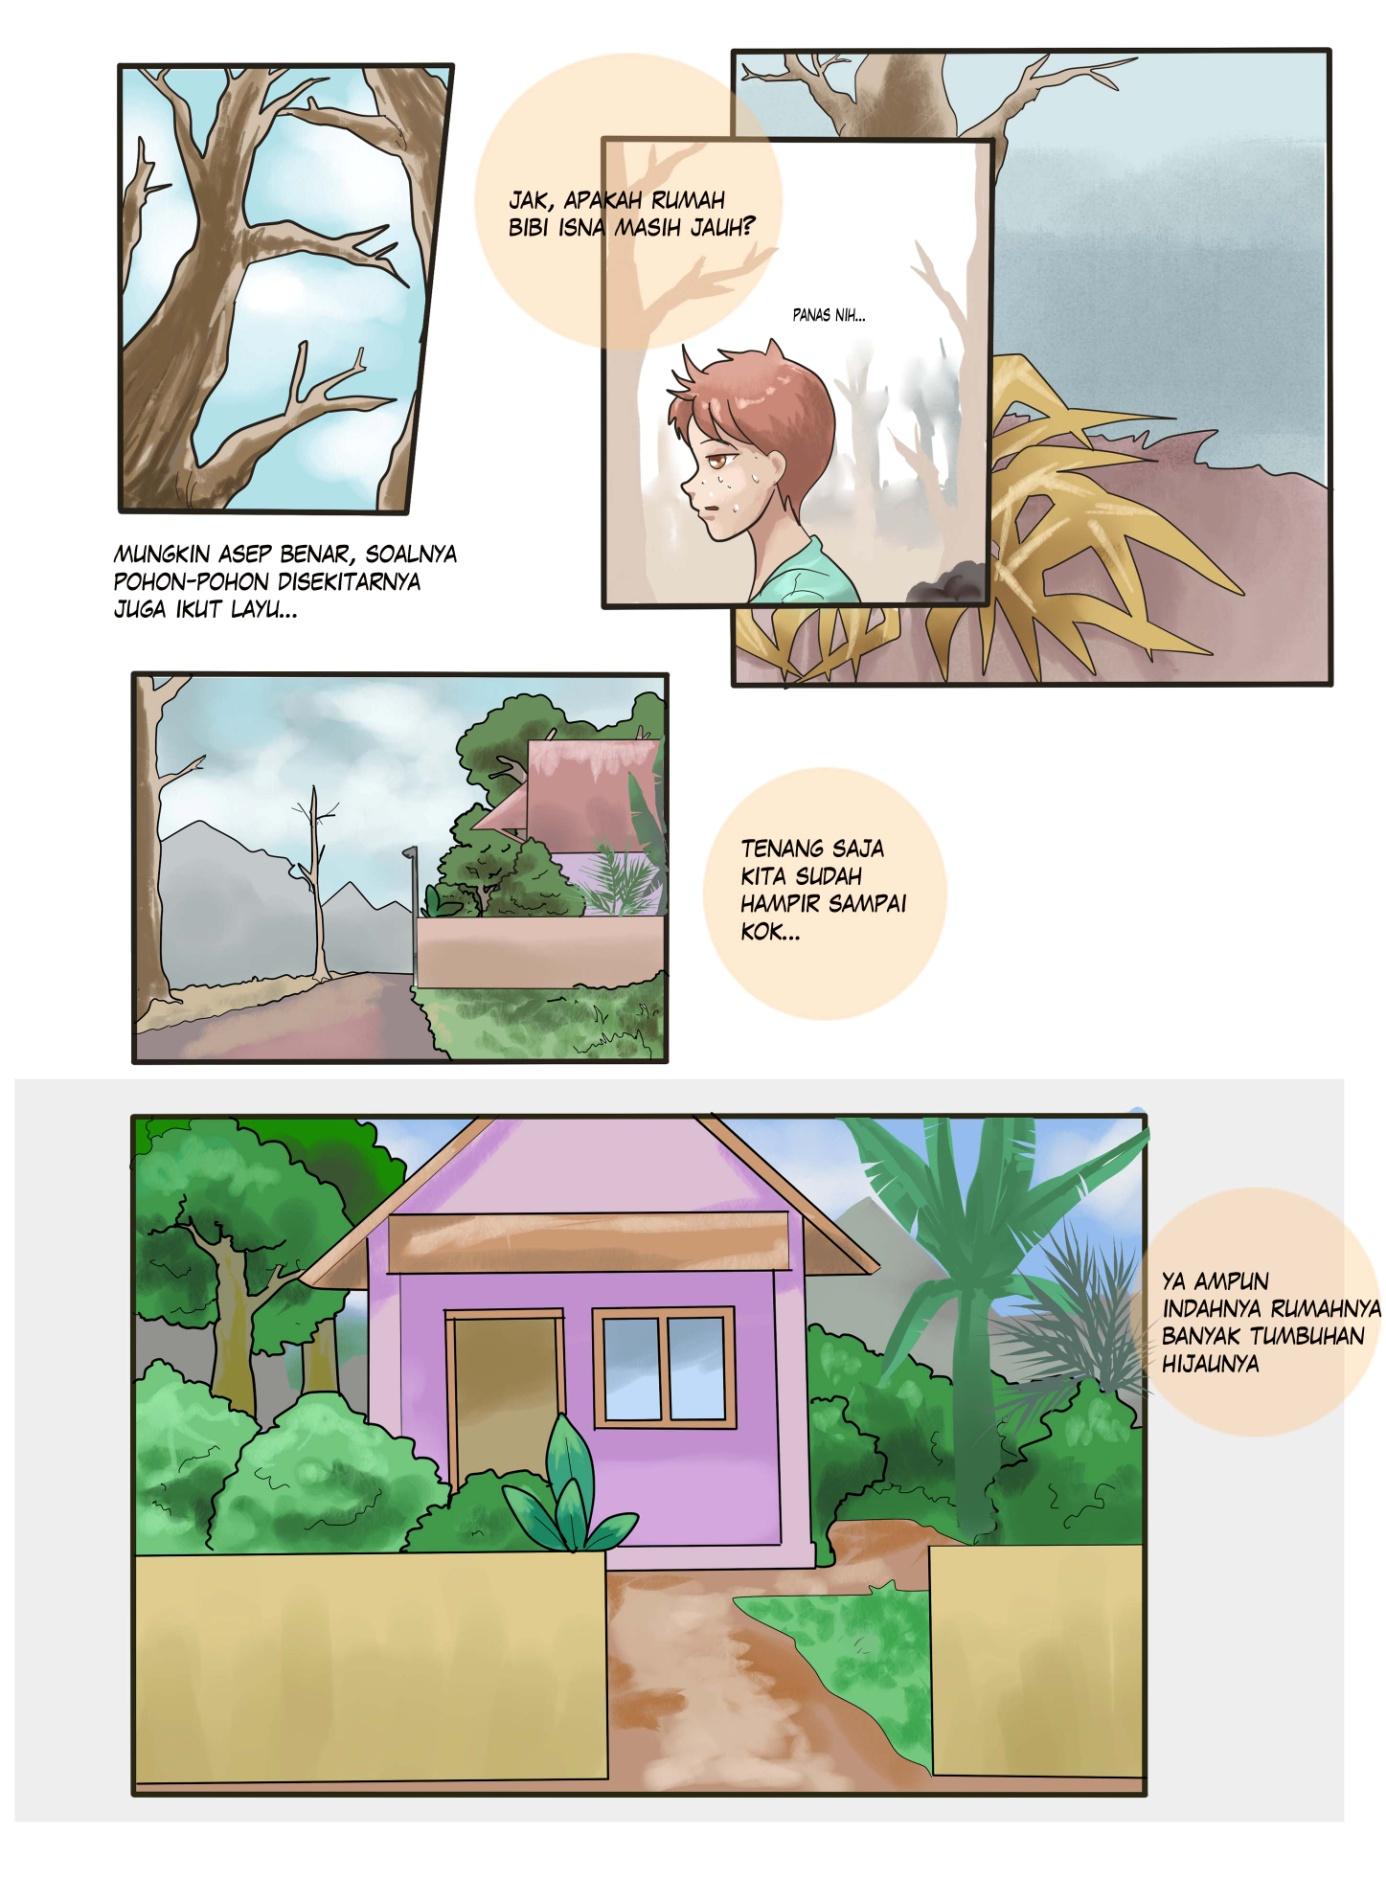 JAK, APAKAH RUMAH
BIBI ISNA MASIH JAUH?
PANAS NIH...
MUNGKIN ASEP BENAR, SOALNYA
POHON-POHON DISEKITARNYA
JUGA IKUT LAYU...
TENANG SAJA
KITA SUDAH
HAMPIR SAMPAI
KOK...
YA AMPUN
INDAHNYA RUMAHNYA
BANYAK TUMBUHAN
HIJAUNYA